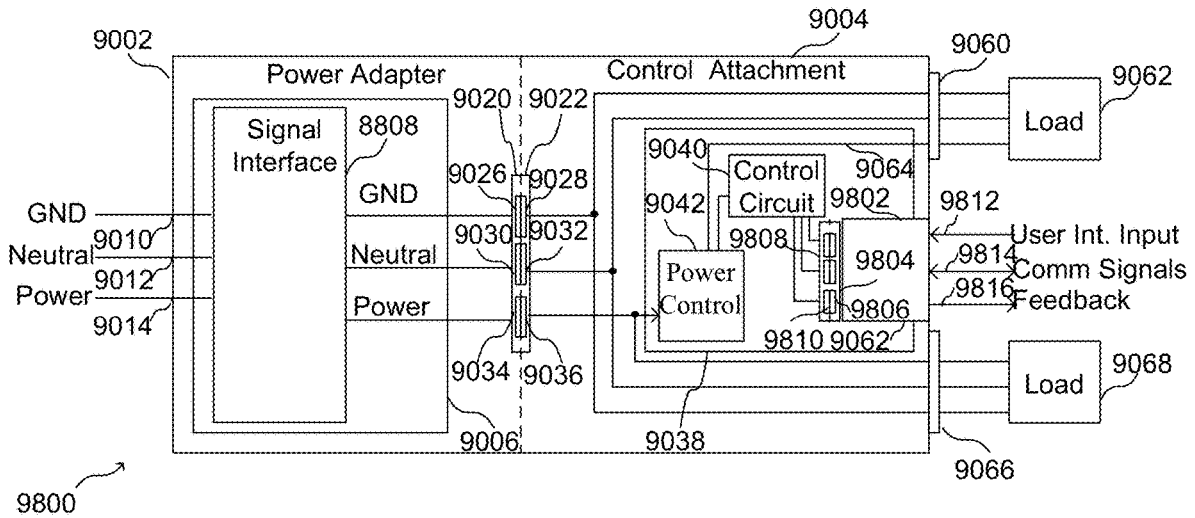 9002
9004
9060
9062
Power Adapter
Control Attachment
9020
9022
Signal
Interface
8808
Load
9040
9064
9026
9028
Control
Circuit
GND
9802
9042
9812
GND
9010
9030
9032
9808
User Int. Input
Neutral
Neutral
9804
9814
Comm Signals
9012
Power
Control
Power
Power
9806
9816
Feedback
9014
9810
9062
9034
9036
Load
9068
9006
9038
9066
9800